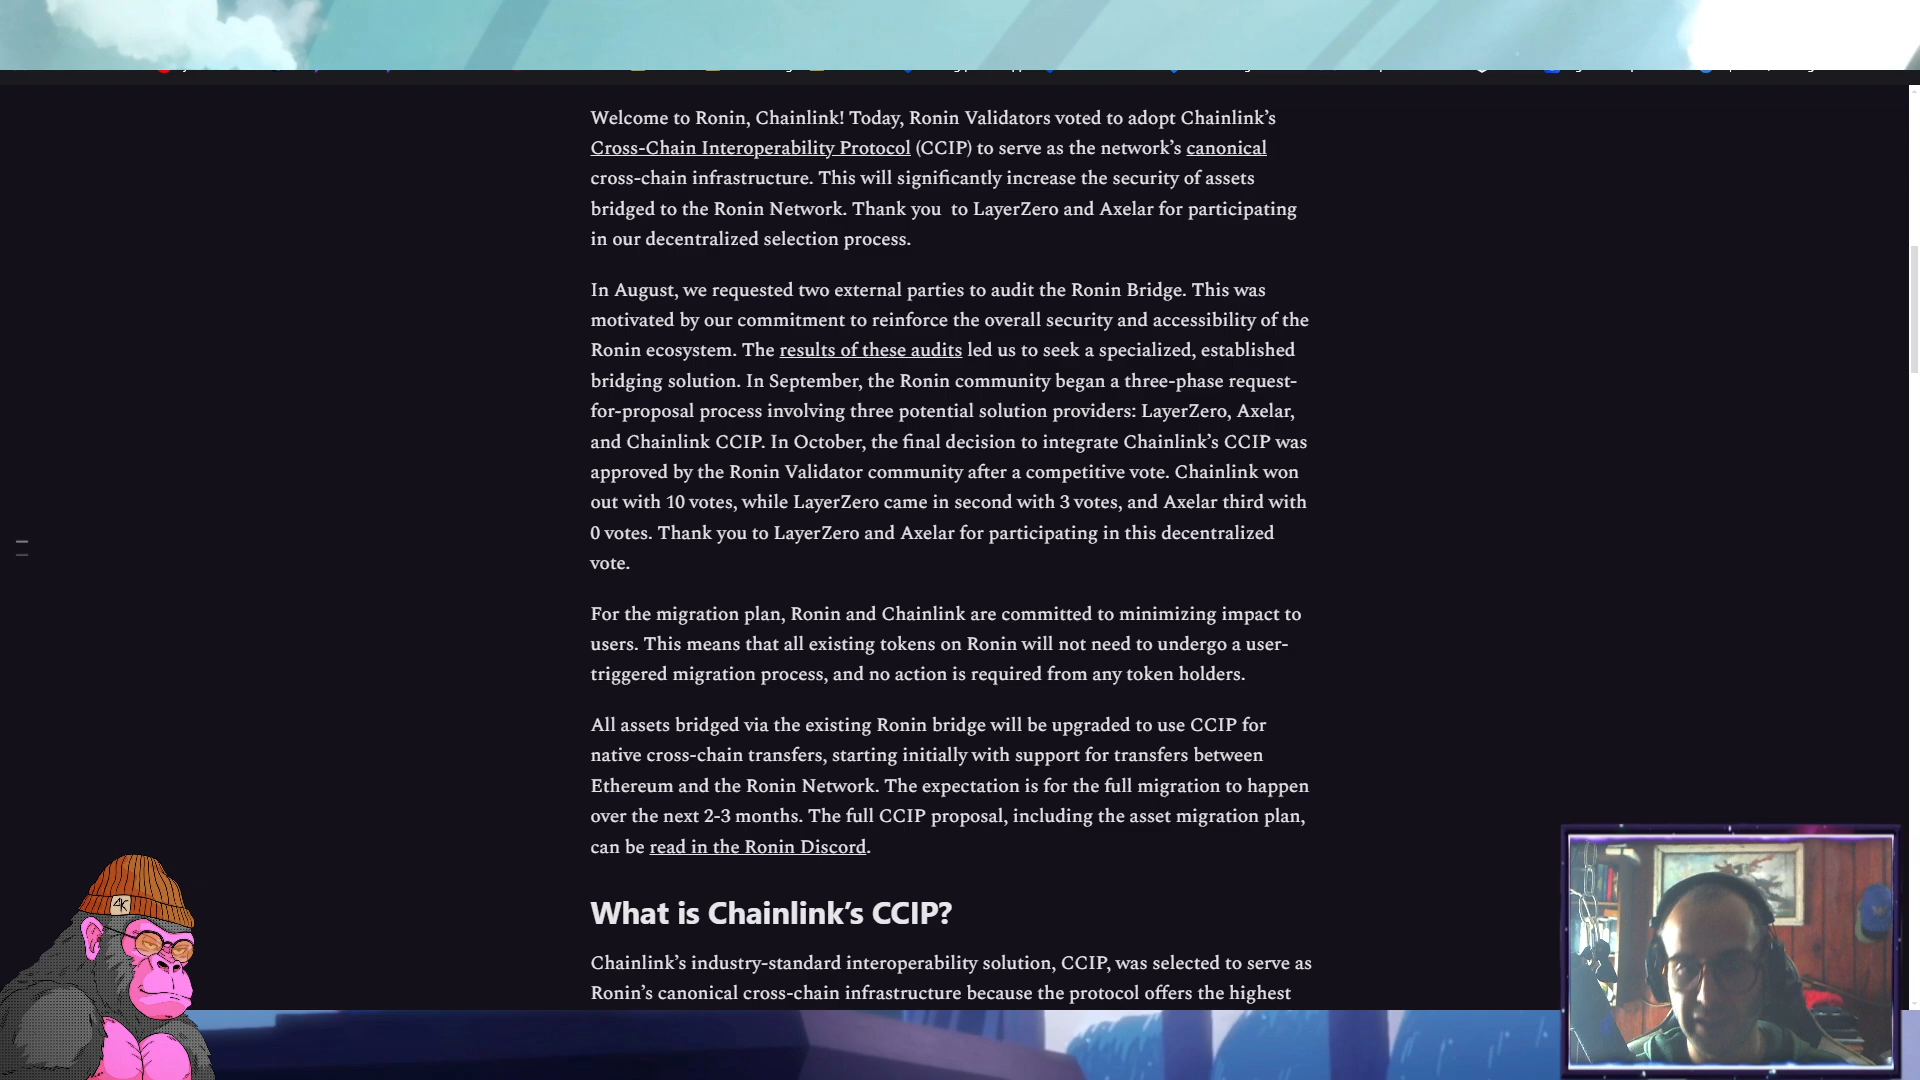 Welcome to Ronin, Chainlink! Today, Ronin Validators voted to adopt Chainlink’s
Cross-Chain Interoperability Protocol (CCIP) to serve as the network’s canonical
cross-chain infrastructure. This will significantly increase the security of assets
bridged to the Ronin Network. Thank you  to LayerZero and Axelar for participating
in our decentralized selection process.
In August, we requested two external parties to audit the Ronin Bridge. This was
motivated by our commitment to reinforce the overall security and accessibility of the
Ronin ecosystem. The results of these audits led us to seek a specialized, established
bridging solution. In September, the Ronin community began a three-phase request-
for-proposal process involving three potential solution providers: LayerZero, Axelar,
and Chainlink CCIP. In October, the final decision to integrate Chainlink’s CCIP was
approved by the Ronin Validator community after a competitive vote. Chainlink won
out with 10 votes, while LayerZero came in second with 3 votes, and Axelar third with
0 votes. Thank you to LayerZero and Axelar for participating in this decentralized
vote.
For the migration plan, Ronin and Chainlink are committed to minimizing impact to
users. This means that all existing tokens on Ronin will not need to undergo a user-
triggered migration process, and no action is required from any token holders.
All assets bridged via the existing Ronin bridge will be upgraded to use CCIP for
native cross-chain transfers, starting initially with support for transfers between
Ethereum and the Ronin Network. The expectation is for the full migration to happen
over the next 2-3 months. The full CCIP proposal, including the asset migration plan,
can be read in the Ronin Discord.
What is Chainlink’s CCIP?
Chainlink’s industry-standard interoperability solution, CCIP, was selected to serve as
Ronin’s canonical cross-chain infrastructure because the protocol offers the highest
4K